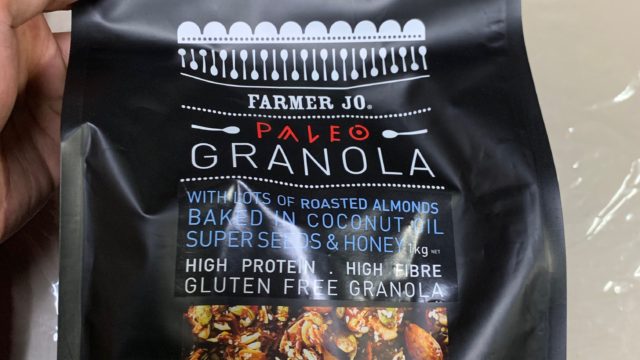 FARMER JO®
PALEO
GRANOLA
WITH LOTS OF ROASTED ALMONDS
BAKED IN COCONUT OIL
SUPER SEEDS & HONEY 1kg NET
HIGH PROTEIN . HIGH FIBRE
GLUTEN FREE GRANOLA